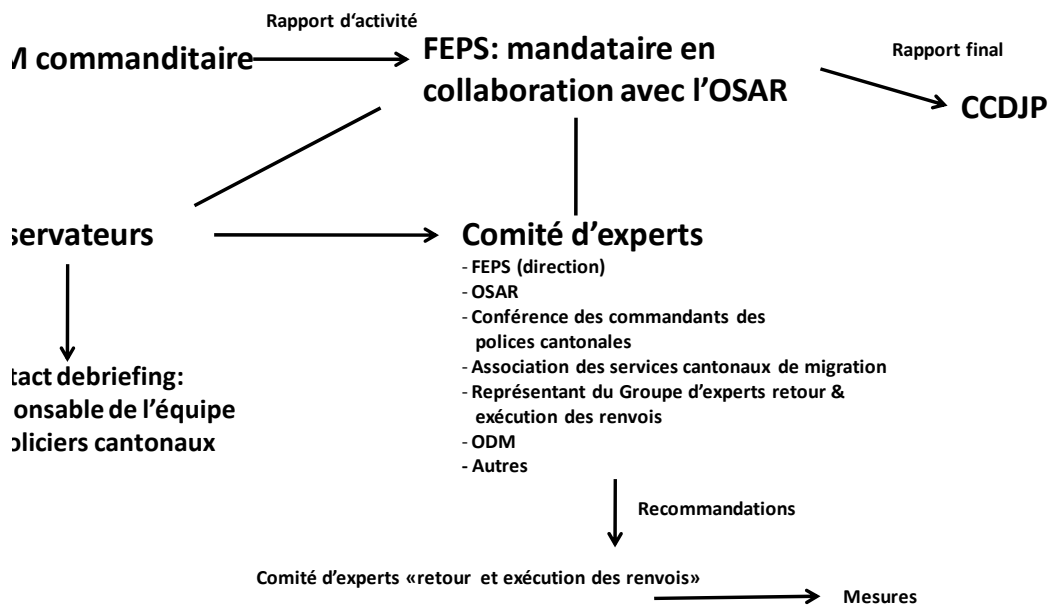 Rapport d‘activité
M commanditaire
FEPS: mandataire en
collaboration avec l’OSAR
Rapport final
CCDJP
servateurs
Comité d’experts
- FEPS (direction)
- OSAR
- Conférence des commandants des
polices cantonales
- Association des services cantonaux de migration
- Représentant du Groupe d’experts retour &
exécution des renvois
- ODM
- Autres
tact debriefing:
onsable de l’équipe
oliciers cantonaux
Recommandations
Comité d’experts «retour et exécution des renvois»
Mesures